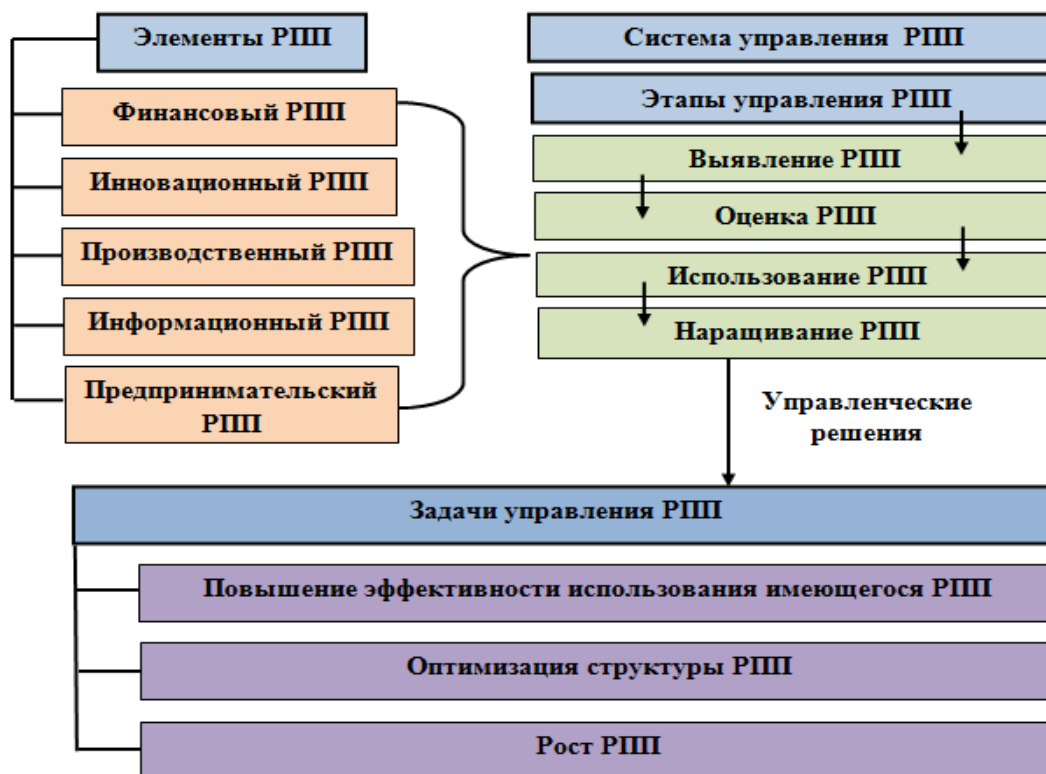 Элементы РПП
Финансовый РПП
Инновационный РПП
Производственный РПП
Информационный РПП
Предпринимательский
РПП
Система управления РПП
Этапы управления РПП
Выявление РПП
Оценка РПП
Использование РПП
Наращивание РПП
Управленческие
решения
Задачи управления РПП
Повышение эффективности использования имеющегося РПП
Оптимизация структуры РПП
Рост РПП